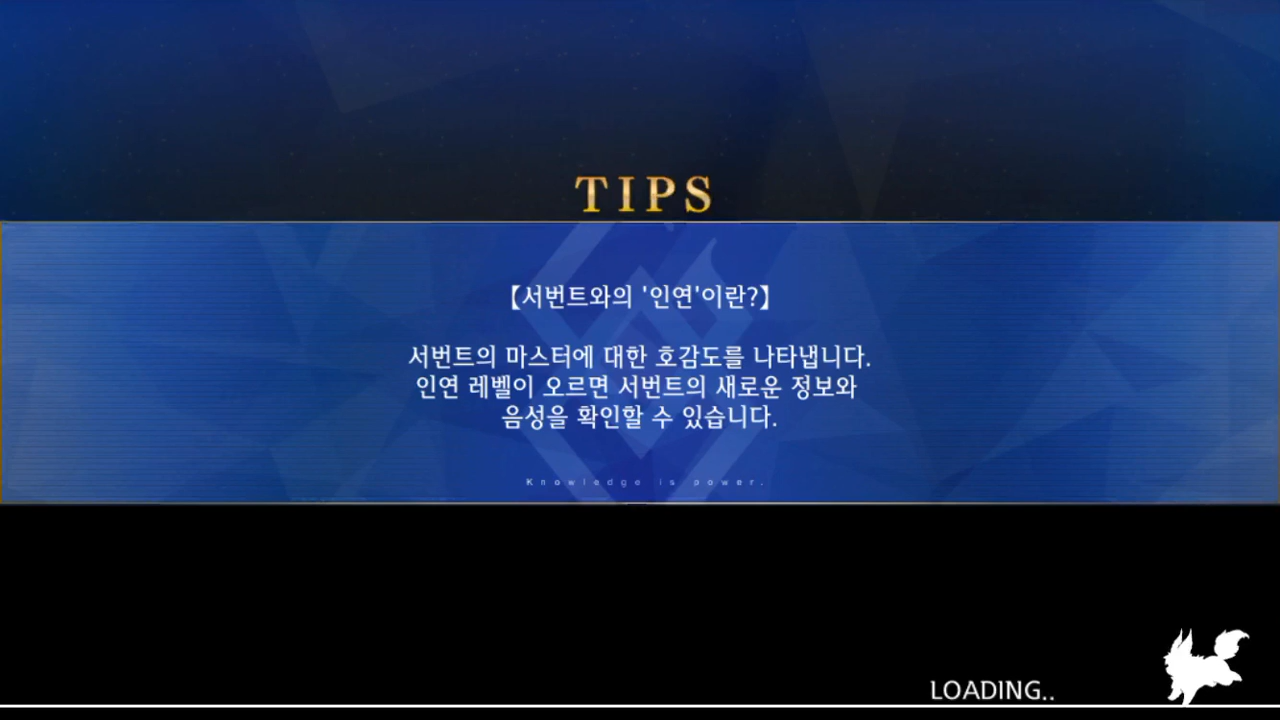 TIPS
【서번트와의 '인연'이란?】
서번트의 마스터에 대한 호감도를 나타냅니다.
인연 레벨이 오르면 서번트의 새로운 정보와
음성을 확인할 수 있습니다.
Knowledge is power.
LOADING..